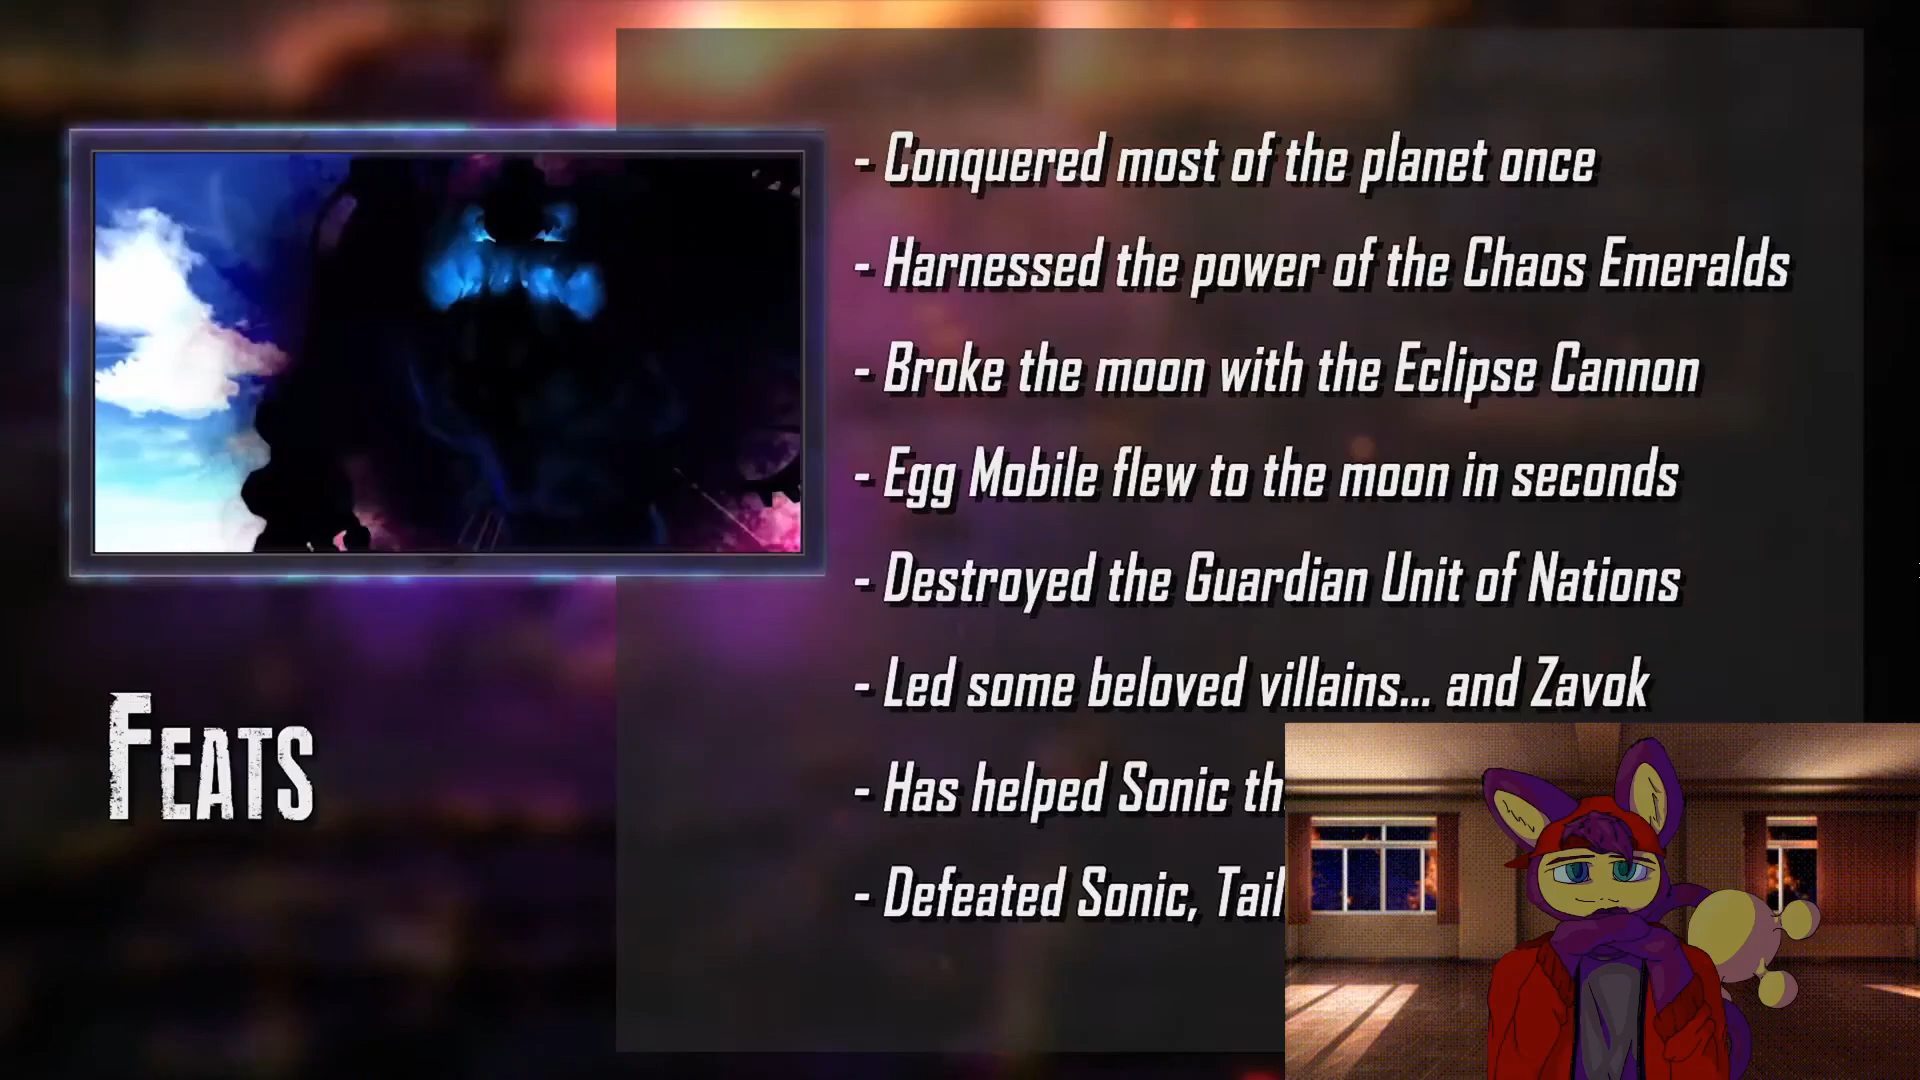 - Conquered most of the planet once
- Harnessed the power of the Chaos Emeralds
- Broke the moon with the Eclipse Cannon
- Egg Mobile flew to the moon in seconds
- Destroyed the Guardian Unit of Nations
- Led some beloved villains... and Zavok
- Has helped Sonic
- Defeated Sonic,
Feats